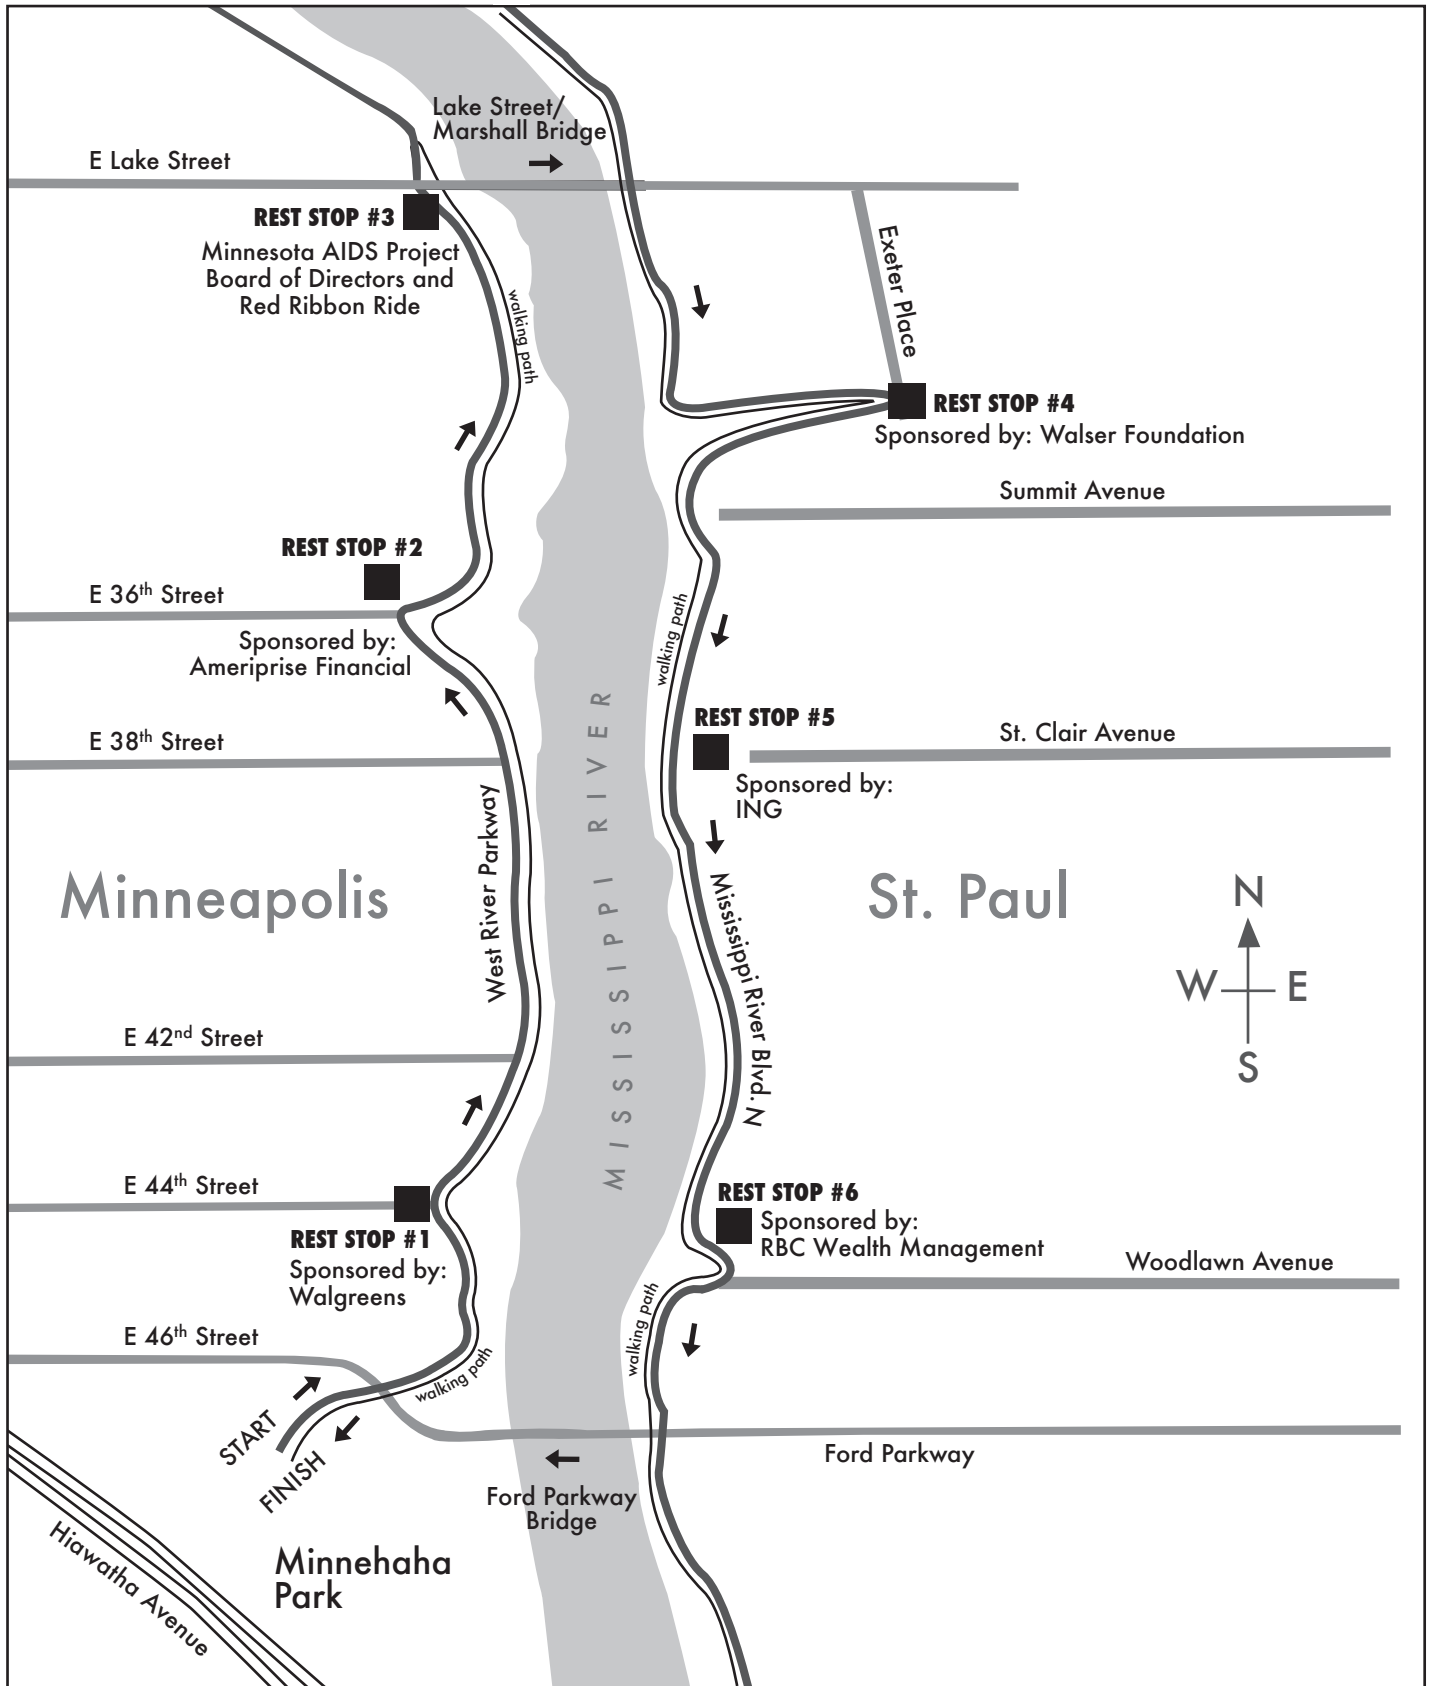 Lake Street/
Marshall Bridge
E Lake Street
REST STOP #3
Minnesota AIDS Project
Board of Directors and
Red Ribbon Ride
walking path
Exeter Place
REST STOP #4
Sponsored by: Walser Foundation
Summit Avenue
REST STOP #2
E 36th Street
Sponsored by:
Ameriprise Financial
walking path
REST STOP #5
St. Clair Avenue
Sponsored by:
ING
E 38th Street
MISSISSIPPI RIVER
West River Parkway
Minneapolis
St. Paul
Mississippi River Blvd. N
N
W
E
S
E 42nd Street
E 44th Street
REST STOP #1
Sponsored by:
Walgreens
REST STOP #6
Sponsored by:
RBC Wealth Management
Woodlawn Avenue
walking path
E 46th Street
walking path
START
FINISH
Ford Parkway
Ford Parkway
Bridge
Minnehaha
Park
Hiawatha Avenue